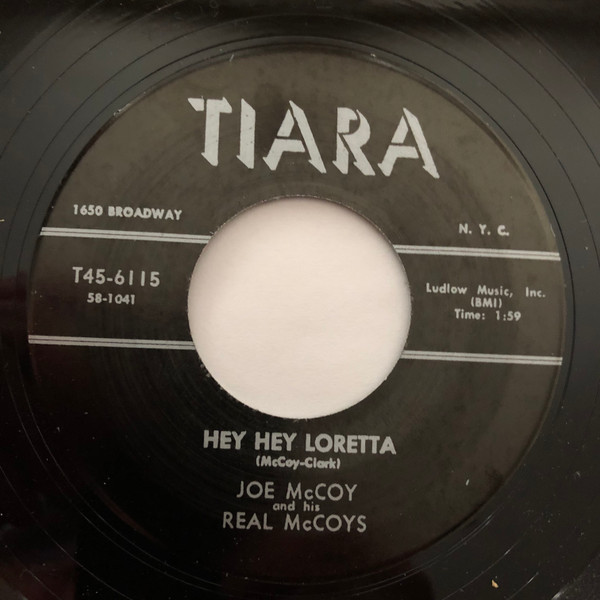 TIARA
1650 BROADWAY
N. Y. C.
T45-6115
58-1041
Ludlow Music, Inc.
(BMI)
Time: 1:59
HEY HEY LORETTA
(McCoy-Clark)
JOE McCOY
and his
REAL McCOYS